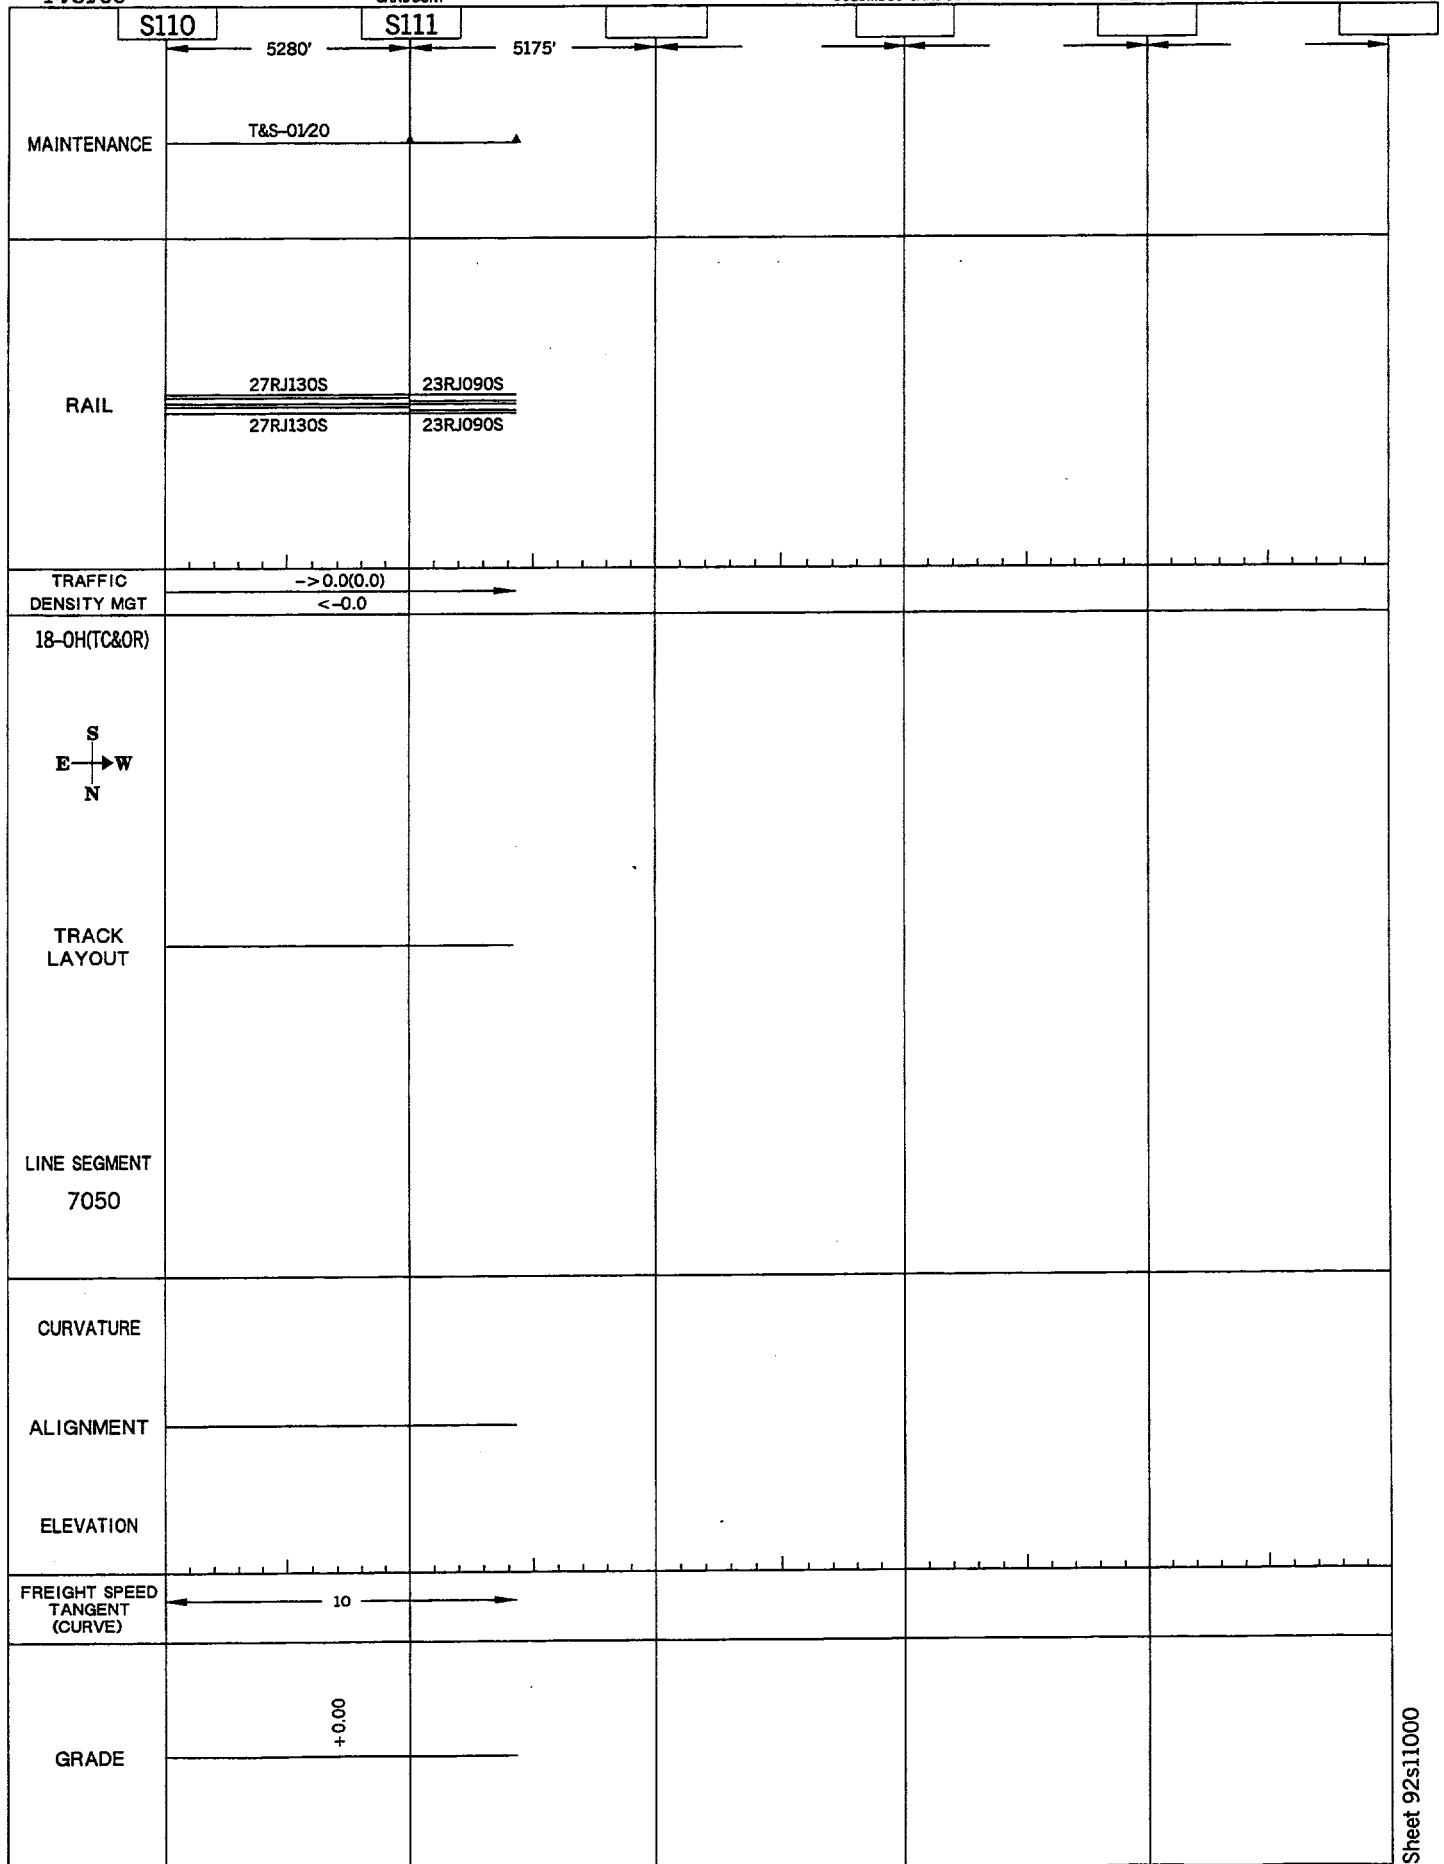 S110 S111
5280' 5175'
MAINTENANCE
T&S-01/20
RAIL
27RJ130S 23RJ090S
27RJ130S 23RJ090S
TRAFFIC
DENSITY MGT
->0.0(0.0)
<-0.0
18-OH(TC&OR)
S
E W
N
TRACK
LAYOUT
LINE SEGMENT
7050
CURVATURE
ALIGNMENT
ELEVATION
FREIGHT SPEED
TANGENT
(CURVE)
10
GRADE
+0.00
Sheet 92s11000